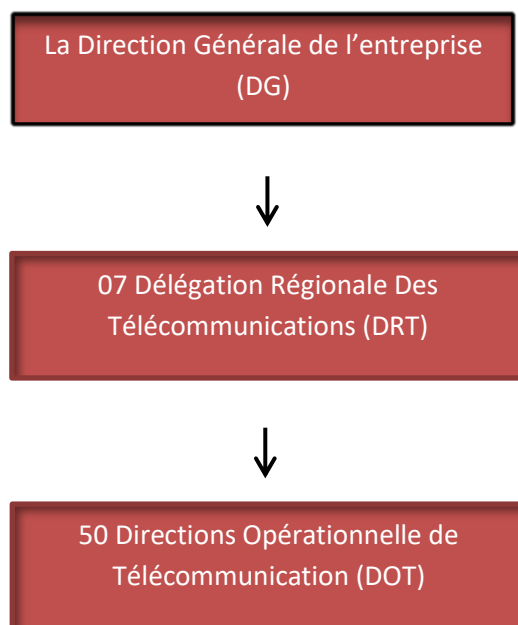 La Direction Générale de l’entreprise
(DG)
07 Délégation Régionale Des
Télécommunications (DRT)
50 Directions Opérationnelle de
Télécommunication (DOT)